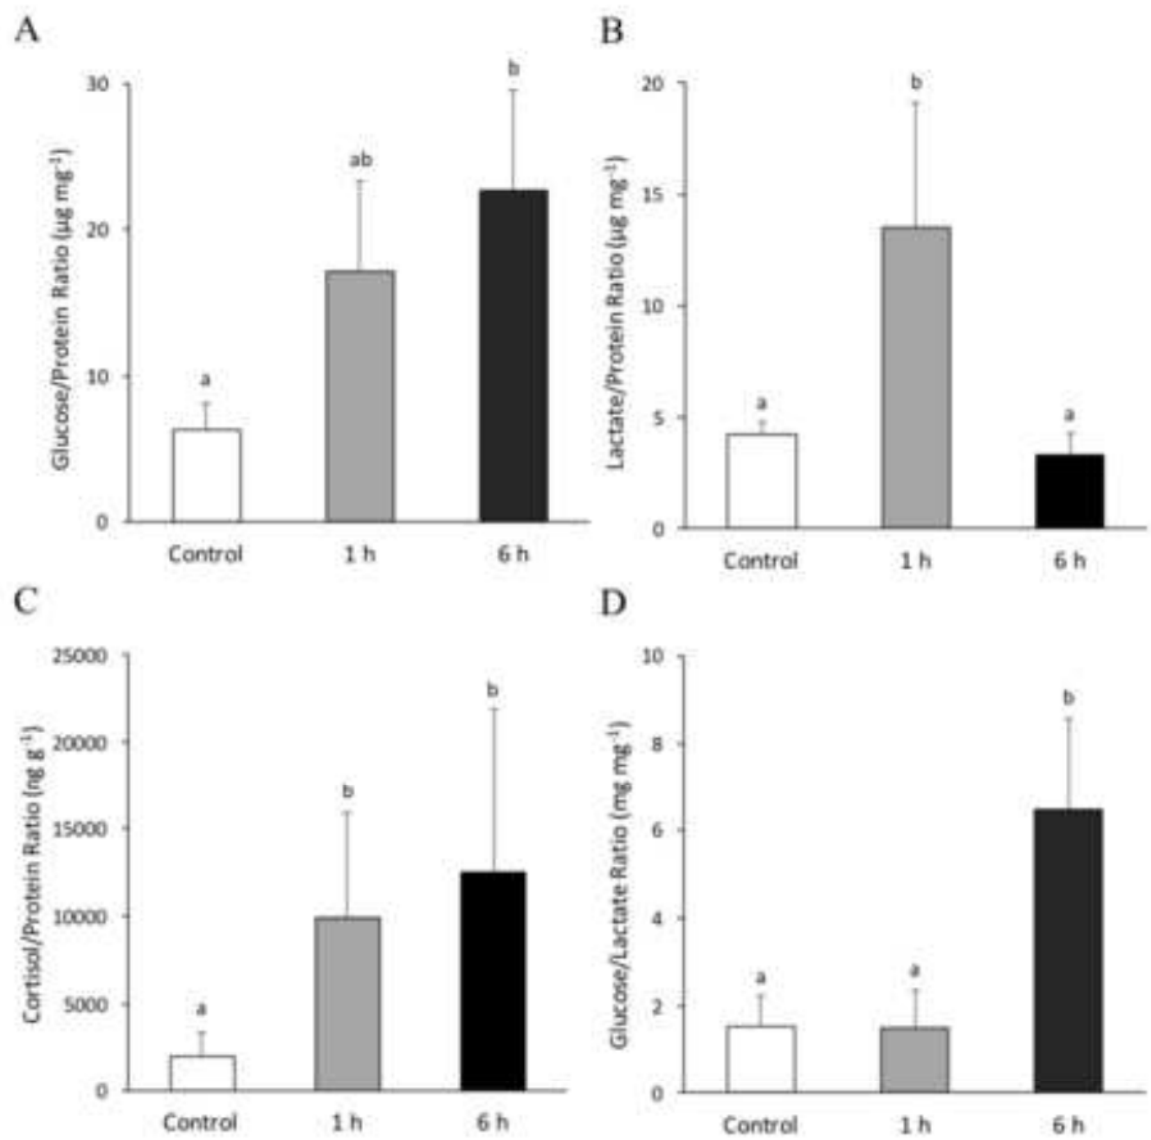 A
Glucose/Protein Ratio (µg mg⁻¹)
30
20
10
0
a
ab
b
Control 1 h 6 h
B
Lactate/Protein Ratio (µg mg⁻¹)
20
15
10
5
0
a
b
a
Control 1 h 6 h
C
Cortisol/Protein Ratio (ng g⁻¹)
25000
20000
15000
10000
5000
0
a
b
b
Control 1 h 6 h
D
Glucose/Lactate Ratio (mg mg⁻¹)
10
8
6
4
2
0
a
a
b
Control 1 h 6 h